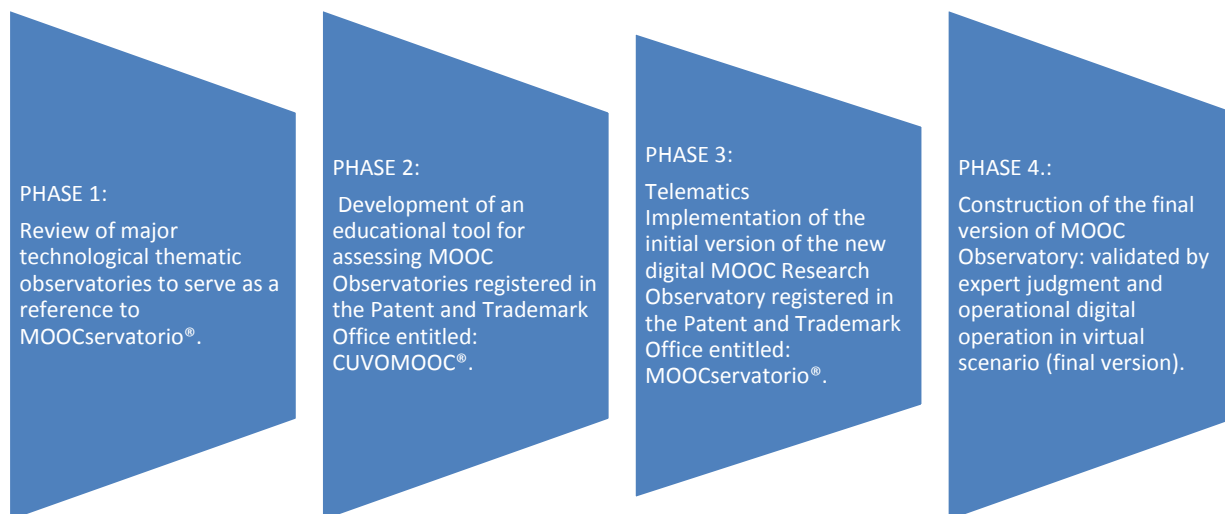 PHASE 1:
Review of major
technological thematic
observatories to serve as a
reference to
MOOCservatorio®.
PHASE 2:
Development of an
educational tool for
assessing MOOC
Observatories registered in
the Patent and Trademark
Office entitled:
CUVOMOOC®.
PHASE 3:
Telematics
Implementation of the
initial version of the new
digital MOOC Research
Observatory registered in
the Patent and Trademark
Office entitled:
MOOCservatorio®.
PHASE 4.:
Construction of the final
version of MOOC
Observatory: validated by
expert judgment and
operational digital
operation in virtual
scenario (final version).